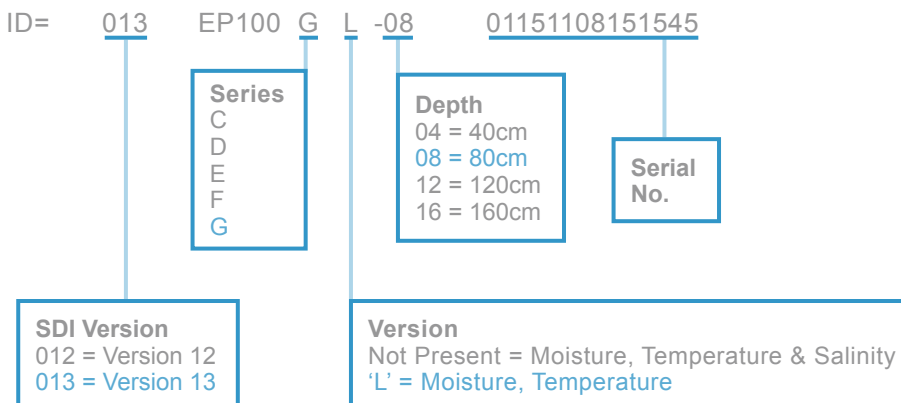 ID= 013 EP100 G L -08 01151108151545
Series
C
D
E
F
G
Depth
04 = 40cm
08 = 80cm
12 = 120cm
16 = 160cm
Serial
No.
SDI Version
012 = Version 12
013 = Version 13
Version
Not Present = Moisture, Temperature & Salinity
‘L’ = Moisture, Temperature